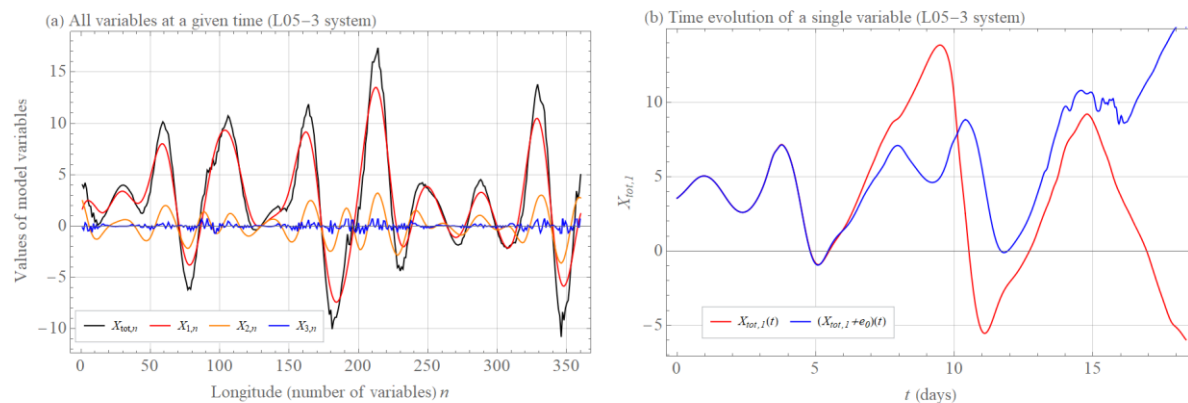 (a) All variables at a given time (L05−3 system)
Values of model variables
15
10
5
0
−5
−10
X_tot,n
X_1,n
X_2,n
X_3,n
0 50 100 150 200 250 300 350
Longitude (number of variables) n
(b) Time evolution of a single variable (L05−3 system)
X_tot,1
10
5
0
−5
X_tot,1(t)
(X_tot,1+e_0)(t)
0 5 10 15
t (days)